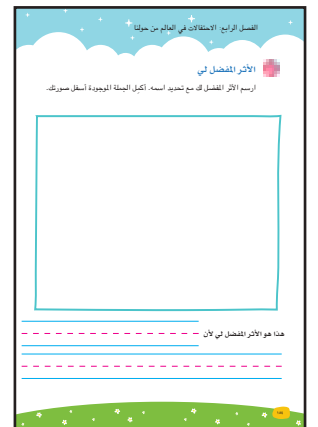 الفصل الرابع: الاحتفالات في العالم من حولنا
الأثر المفضل لي
ارسم الأثر المفضل لك مع تحديد اسمه. أكمل الجملة الموجودة أسفل صورتك.
هذا هو الأثر المفضل لي لأن